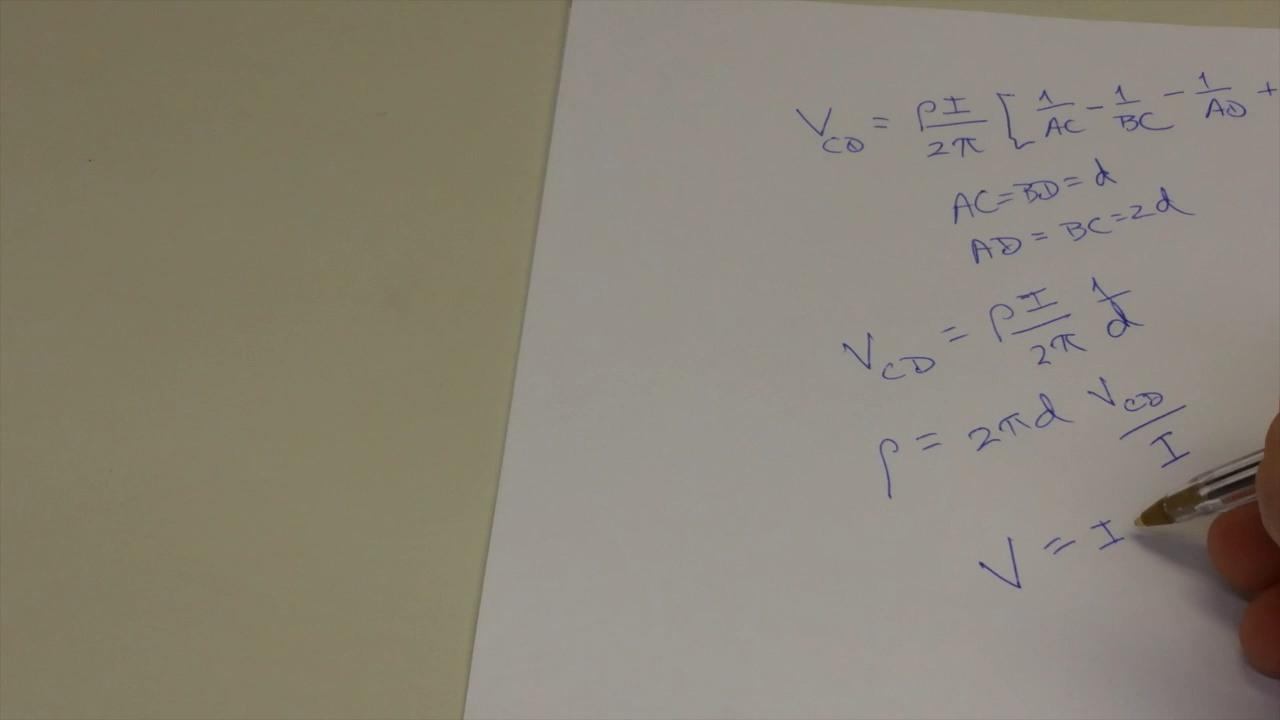 V_CD = ρI/2π [ 1/AC - 1/BC - 1/AD +
AC = BD = d
AD = BC = 2d
V_CD = ρ I/2π 1/d
ρ = 2πd V_CD/I
V = I